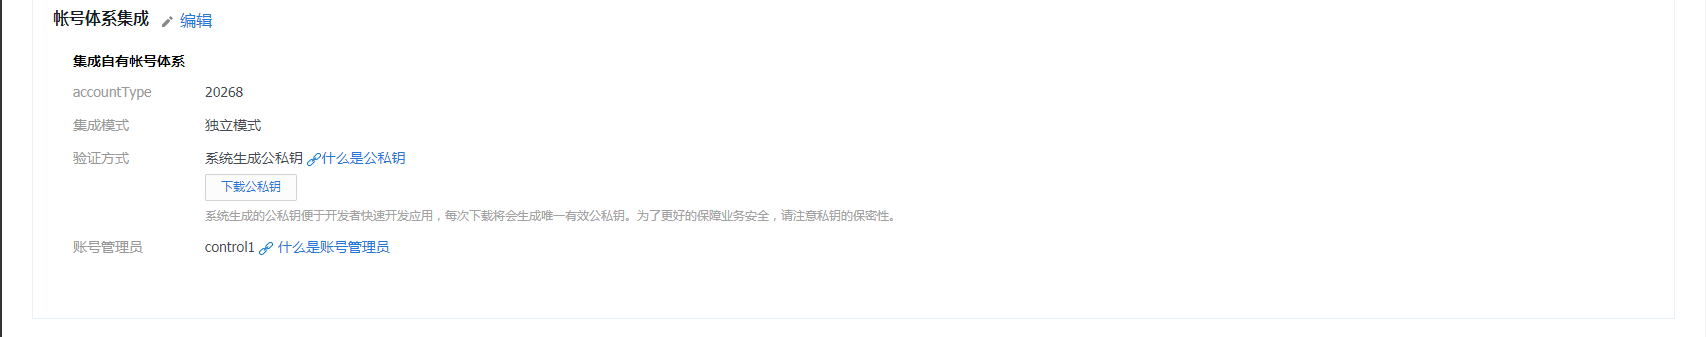 帐号体系集成 编辑
集成自有帐号体系
accountType 20268
集成模式 独立模式
验证方式 系统生成公私钥 什么是公私钥
下载公私钥
系统生成的公私钥便于开发者快速开发应用，每次下载将会生成唯一有效公私钥。为了更好的保障业务安全，请注意私钥的保密性。
账号管理员 control1 什么是账号管理员